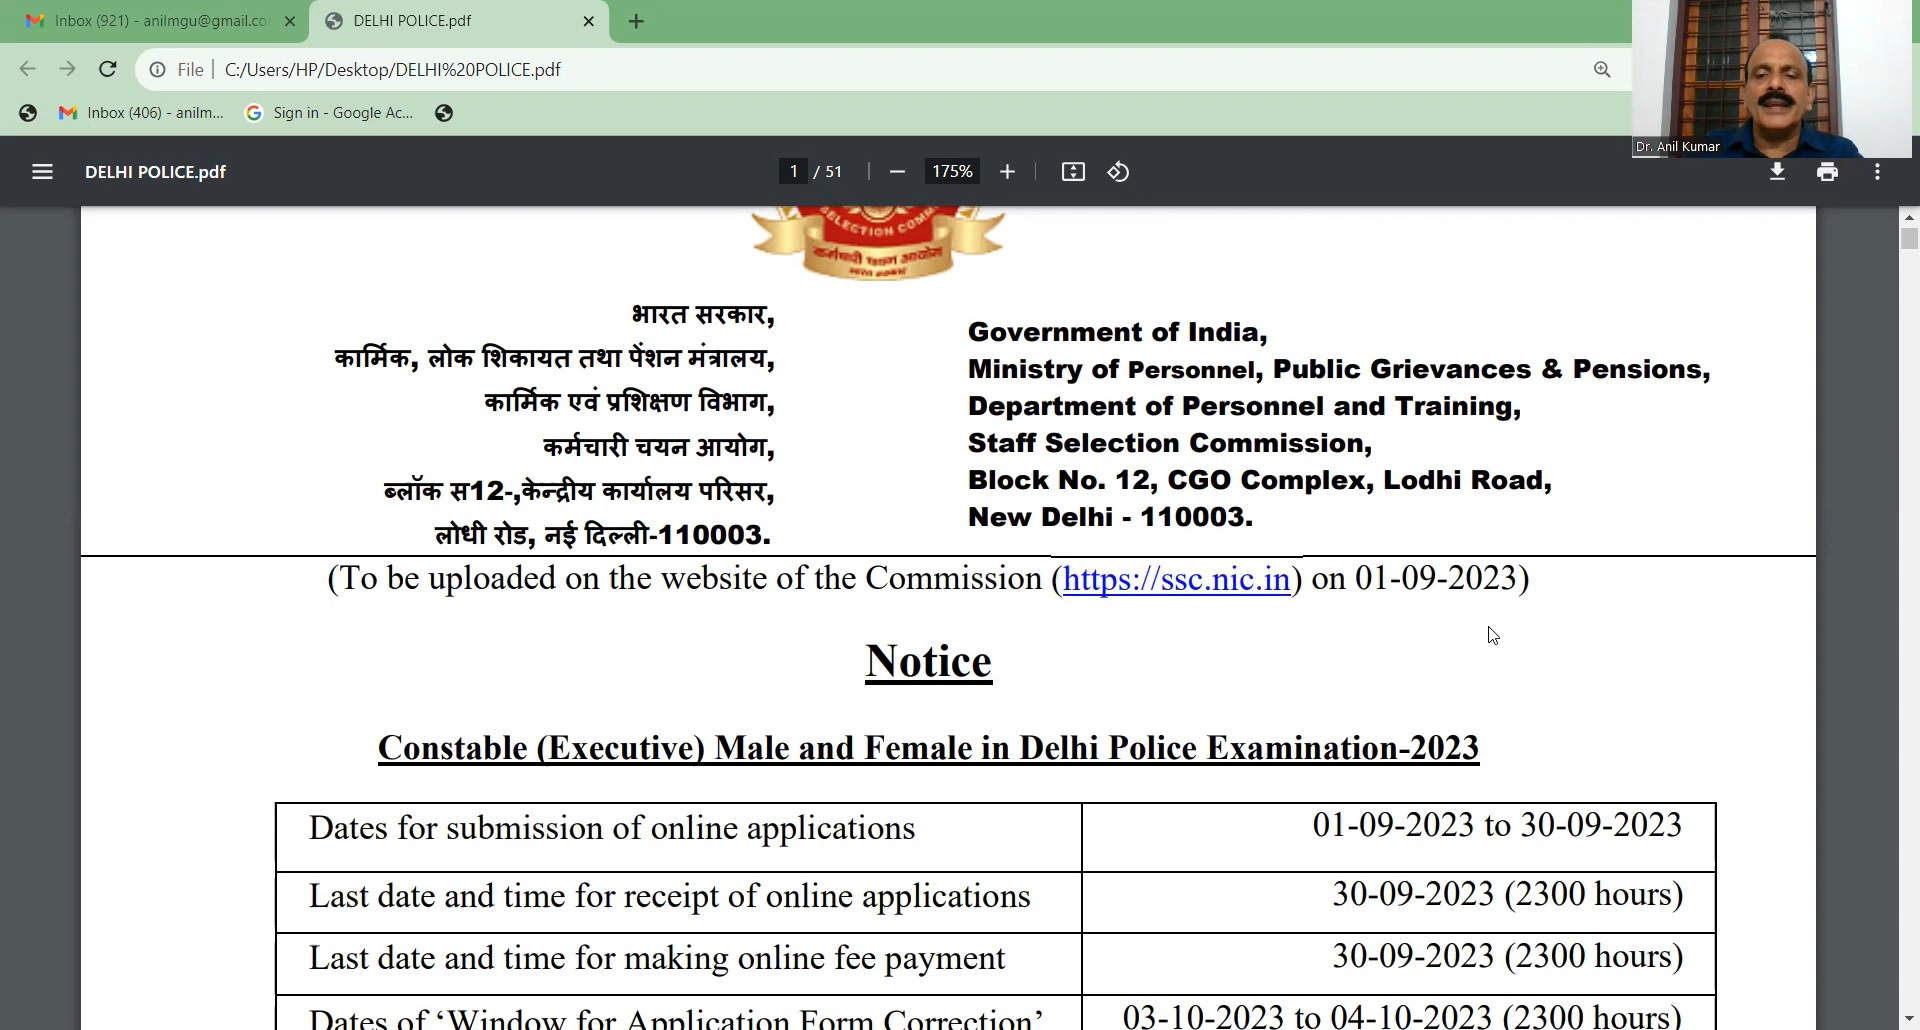 Inbox (921) - anilmgu@gmail.co
DELHI POLICE.pdf
File
C:/Users/HP/Desktop/DELHI%20POLICE.pdf
Inbox (406) - anilm...
Sign in - Google Ac...
Dr. Anil Kumar
DELHI POLICE.pdf
1 / 51
175%
SELECTION COMM
कर्मचारी चयन आयोग
भारत सरकार,
कार्मिक, लोक शिकायत तथा पेंशन मंत्रालय,
कार्मिक एवं प्रशिक्षण विभाग,
कर्मचारी चयन आयोग,
ब्लॉक स12-,केन्द्रीय कार्यालय परिसर,
लोधी रोड, नई दिल्ली-110003.
Government of India,
Ministry of Personnel, Public Grievances & Pensions,
Department of Personnel and Training,
Staff Selection Commission,
Block No. 12, CGO Complex, Lodhi Road,
New Delhi - 110003.
(To be uploaded on the website of the Commission (https://ssc.nic.in) on 01-09-2023)
Notice
Constable (Executive) Male and Female in Delhi Police Examination-2023
Dates for submission of online applications 01-09-2023 to 30-09-2023
Last date and time for receipt of online applications 30-09-2023 (2300 hours)
Last date and time for making online fee payment 30-09-2023 (2300 hours)
Dates of ‘Window for Application Form Correction’ 03-10-2023 to 04-10-2023 (2300 hours)